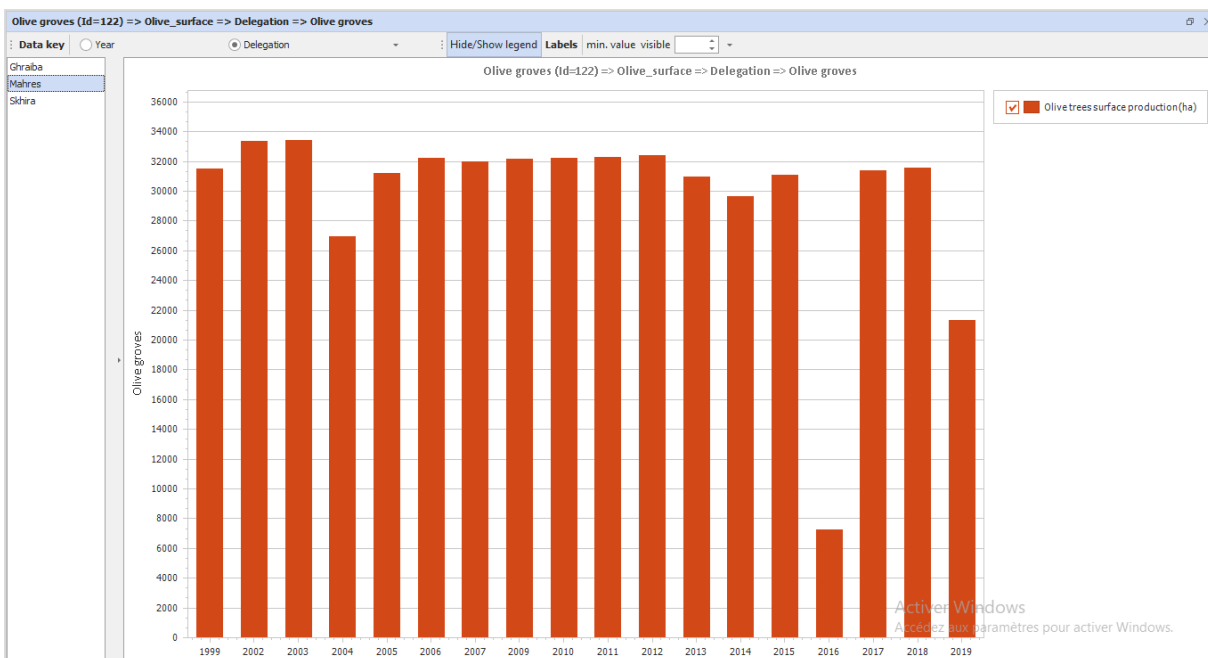 Olive groves (Id=122) => Olive_surface => Delegation => Olive groves
Data key Year Delegation Hide/Show legend Labels min. value visible
Ghraiba
Mahres
Skhira
Olive groves (Id=122) => Olive_surface => Delegation => Olive groves
Olive trees surface production(ha)
Olive groves
36000
34000
32000
30000
28000
26000
24000
22000
20000
18000
16000
14000
12000
10000
8000
6000
4000
2000
0
1999 2002 2003 2004 2005 2006 2007 2009 2010 2011 2012 2013 2014 2015 2016 2017 2018 2019
Activer Windows
Accédez aux paramètres pour activer Windows.